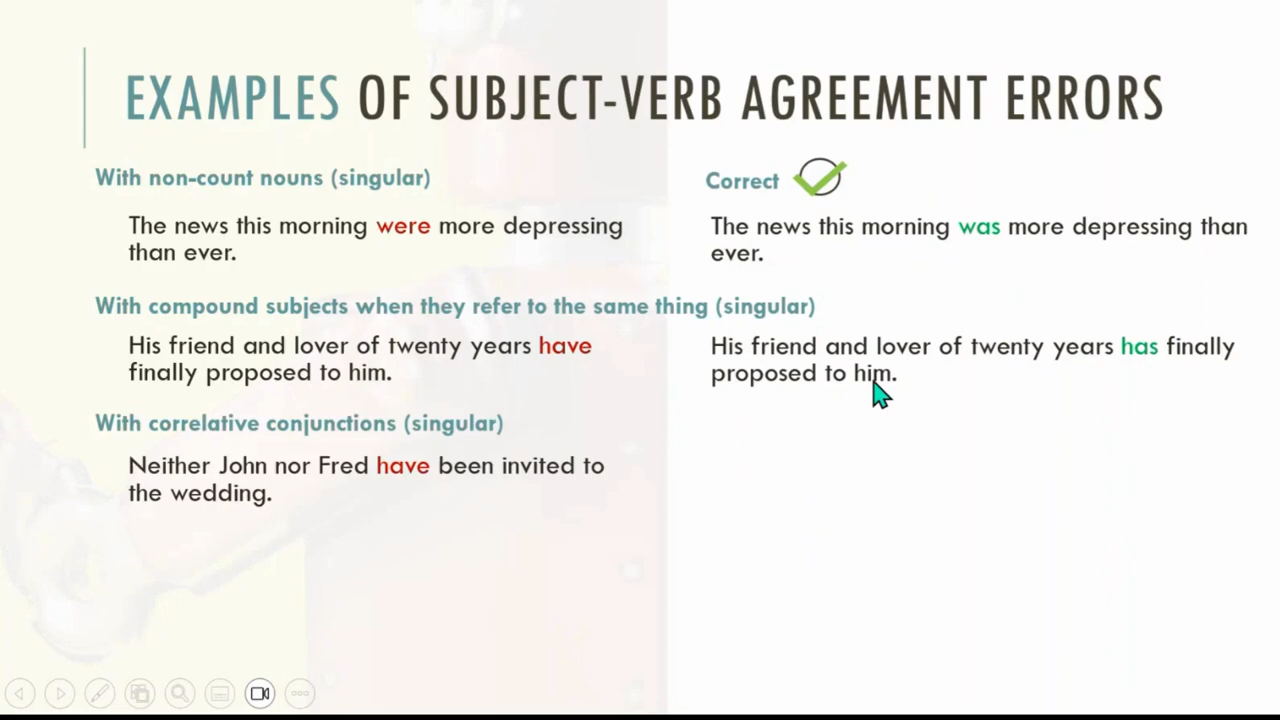 EXAMPLES OF SUBJECT-VERB AGREEMENT ERRORS
With non-count nouns (singular)
Correct
The news this morning were more depressing
than ever.
The news this morning was more depressing than
ever.
With compound subjects when they refer to the same thing (singular)
His friend and lover of twenty years have
finally proposed to him.
His friend and lover of twenty years has finally
proposed to him.
With correlative conjunctions (singular)
Neither John nor Fred have been invited to
the wedding.